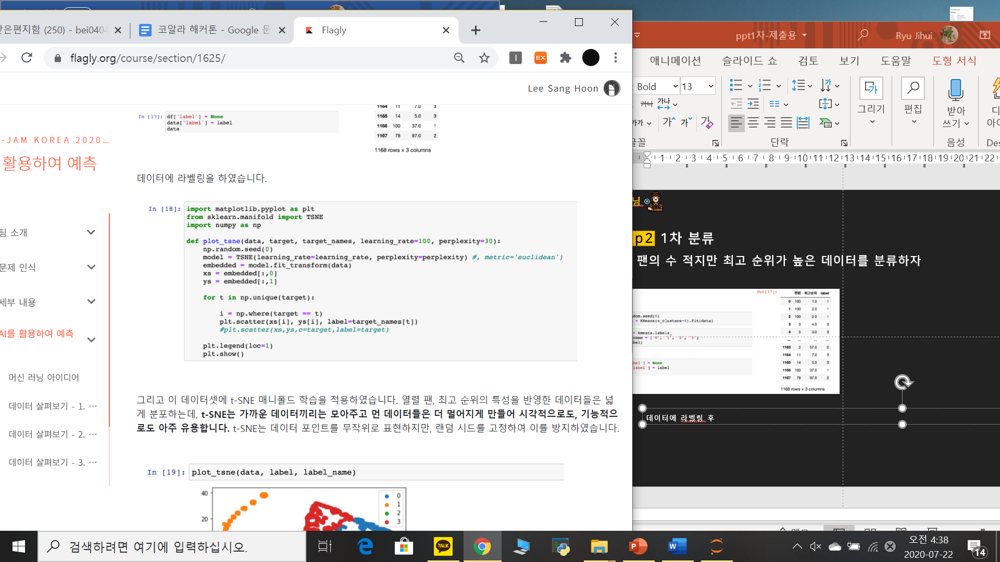 받은편지함 (250) - bei0404
코알라 해커톤 - Google 문
Flagly
flagly.org/course/section/1625/
Lee Sang Hoon
-JAM KOREA 2020...
활용하여 예측
팀 소개
문제 인식
세부 내용
AI를 활용하여 예측
머신 러닝 아이디어
데이터 살펴보기 - 1. ...
데이터 살펴보기 - 2. ...
데이터 살펴보기 - 3. ...
In [17]: df['label'] = None
data['label'] = label
data
1164 11 7.0 3
1165 14 5.0 3
1166 100 37.0 1
1167 78 97.0 2
1168 rows × 3 columns
데이터에 라벨링을 하였습니다.
In [18]: import matplotlib.pyplot as plt
from sklearn.manifold import TSNE
import numpy as np
def plot_tsne(data, target, target_names, learning_rate=100, perplexity=30):
np.random.seed(0)
model = TSNE(learning_rate=learning_rate, perplexity=perplexity) #, metric='euclidean')
embedded = model.fit_transform(data)
xs = embedded[:,0]
ys = embedded[:,1]
for t in np.unique(target):
i = np.where(target == t)
plt.scatter(xs[i], ys[i], label=target_names[t])
#plt.scatter(xs,ys,c=target,label=target)
plt.legend(loc=1)
plt.show()
그리고 이 데이터셋에 t-SNE 매니폴드 학습을 적용하였습니다. 열렬 팬, 최고 순위의 특성을 반영한 데이터들은 넓
게 분포하는데, t-SNE는 가까운 데이터끼리는 모아주고 먼 데이터들은 더 멀어지게 만들어 시각적으로도, 기능적으
로도 아주 유용합니다. t-SNE는 데이터 포인트를 무작위로 표현하지만, 랜덤 시드를 고정하여 이를 방지하였습니다.
In [19]: plot_tsne(data, label, label_name)
40
20
0
1
2
3
ppt1차-제출용
Ryu Jihui
애니메이션 슬라이드 쇼 검토 보기 도움말 도형 서식
Bold 13
가나
가 가 가
그리기
편집
받아
쓰기
디
아이
단락
음성
Des
1 2 3 4 5 6 7 8 9 10 11 12 13 14 15 16 17 18 19 20 21 22
닝
p2 1차 분류
팬의 수 적지만 최고 순위가 높은 데이터를 분류하자
dom.seed(0)
= KMeans(n_clusters=4).fit(data)
= kmeans.labels_
name = ['0', '1', '2', '3']
bel)
bel'] = None
label'] = label
Out[17]:
찐팬 최고순위 label
0 100 1.0 1
1 100 2.0 1
2 100 2.0 1
3 0 4.0 3
4 5 3.0 3
... ... ... ...
1163 2 57.0 0
1164 11 7.0 3
1165 14 5.0 3
1166 100 37.0 1
1167 78 97.0 2
1168 rows × 3 columns
데이터에 라벨링 후
검색하려면 여기에 입력하십시오.
TALK
오전 4:38
2020-07-22
14